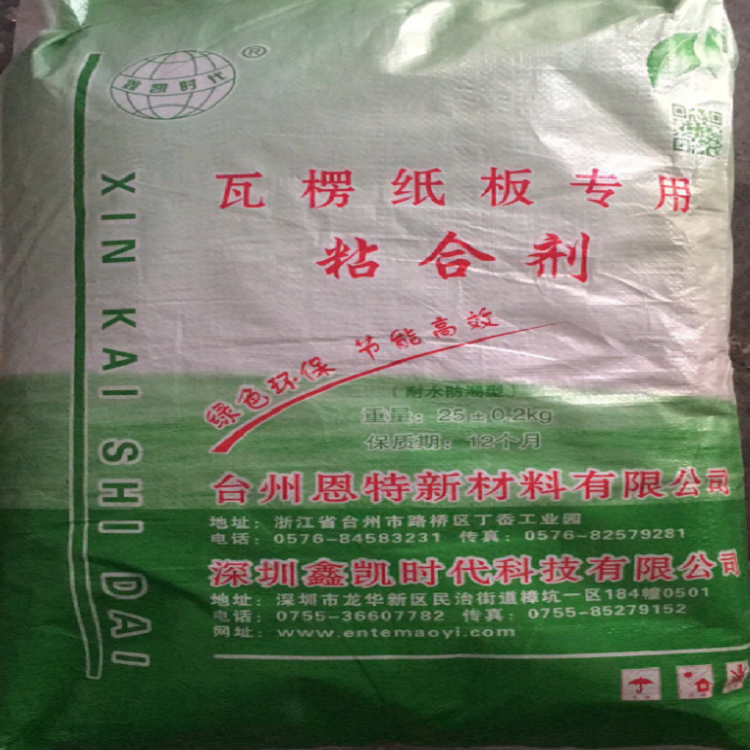 鑫凯时代®
XIN KAI SHI DAI
瓦楞纸板专用
粘合剂
绿色环保 节能高效
(耐水防潮型)
重量：25±0.2kg
保质期：12个月
台州恩特新材料有限公司
地址：浙江省台州市路桥区丁岙工业园
电话：0576-84583231 传真：0576-82579281
深圳鑫凯时代科技有限公司
地址：深圳市龙华新区民治街道樟坑一区184幢0501
电话：0755-36607782 传真：0755-85279152
网址：www.entemaoyi.com